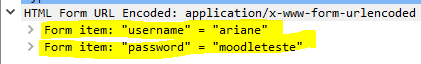 HTML Form URL Encoded: application/x-www-form-urlencoded
Form item: "username" = "ariane"
Form item: "password" = "moodleteste"